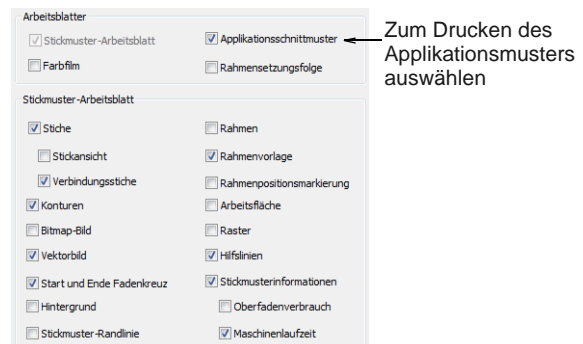 Arbeitsblatter
Stickmuster-Arbeitsblatt
Applikationsschnittmuster
Zum Drucken des
Applikationsmusters
auswählen
Farbfilm
Rahmensetzungsfolge
Stickmuster-Arbeitsblatt
Stiche
Rahmen
Stickansicht
Rahmenvorlage
Verbindungsstiche
Rahmenpositionsmarkierung
Konturen
Arbeitsfläche
Bitmap-Bild
Raster
Vektorbild
Hilfslinien
Start und Ende Fadenkreuz
Stickmusterinformationen
Hintergrund
Oberfadenverbrauch
Stickmuster-Randlinie
Maschinenlaufzeit